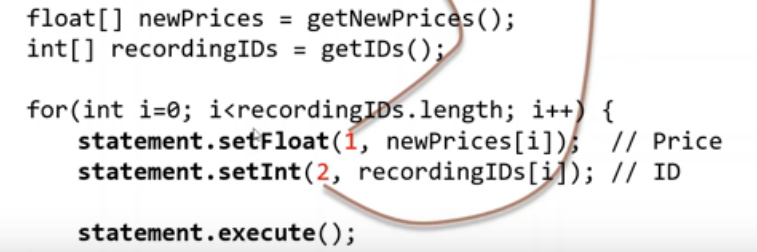 float[] newPrices = getNewPrices();
int[] recordingIDs = getIDs();
for(int i=0; i<recordingIDs.length; i++) {
statement.setFloat(1, newPrices[i]); // Price
statement.setInt(2, recordingIDs[i]); // ID
statement.execute();